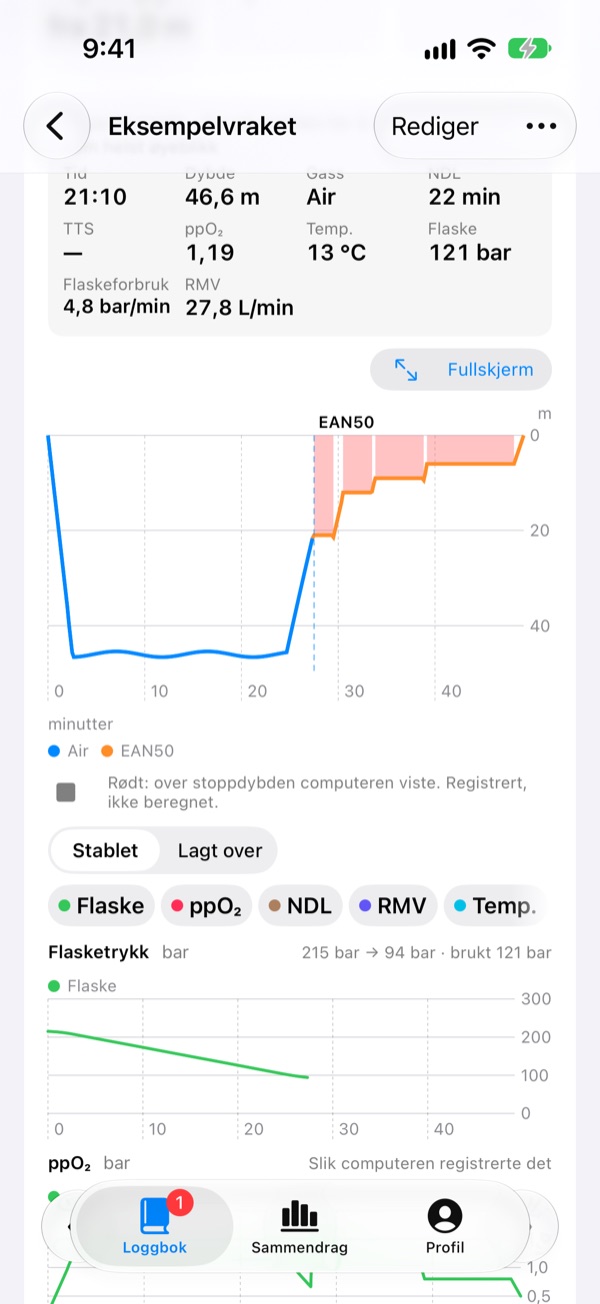 9:41
Eksempelvraket
Rediger
Tid Dybde Gass NDL
21:10 46,6 m Air 22 min
TTS ppO₂ Temp. Flaske
— 1,19 13 °C 121 bar
Flaskeforbruk RMV
4,8 bar/min 27,8 L/min
Fullskjerm
EAN50
m
0
20
40
0 10 20 30 40
minutter
Air EAN50
Rødt: over stoppdybden computeren viste. Registrert,
ikke beregnet.
Stablet Lagt over
Flaske ppO₂ NDL RMV Temp.
Flasketrykk bar 215 bar → 94 bar · brukt 121 bar
Flaske
300
200
100
0
0 10 20 30 40
ppO₂ bar Slik computeren registrerte det
1
Loggbok Sammendrag Profil
1,0
0,5